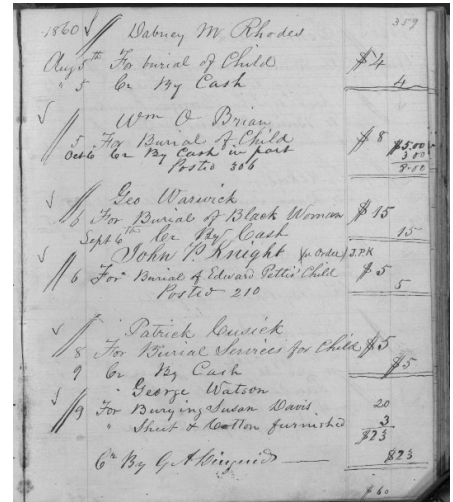 359
1860 Dabney M. Rhodes
Aug 5th For burial of Child $4
" 5 Cr By Cash 4
Wm O Brian
5 For Burial of Child $8 $5.00
Oct 6 Cr By Cash in part 3 00
Posted 306 8.00
Geo Warwick
6 For Burial of Black Woman $15
Sept 6th Cr By Cash 15
John P Knight (pr Order) J.P.K
6 For Burial of Edward Pettis' Child $5
Posted 210 5
Patrick Cusick
8 For Burial Services for Child $5
9 Cr By Cash $5
George Watson
9 For Burying Susan Davis 20
" Sheet & Cotton furnished 3
$23
Cr By G A 
$23
$60